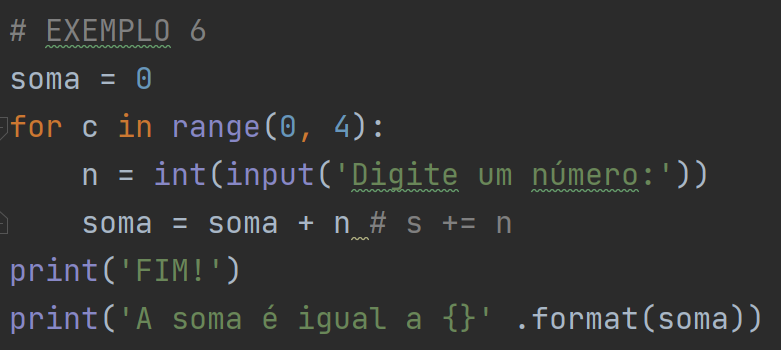 # EXEMPLO 6
soma = 0
for c in range(0, 4):
    n = int(input('Digite um número:'))
    soma = soma + n # s += n
print('FIM!')
print('A soma é igual a {}' .format(soma))